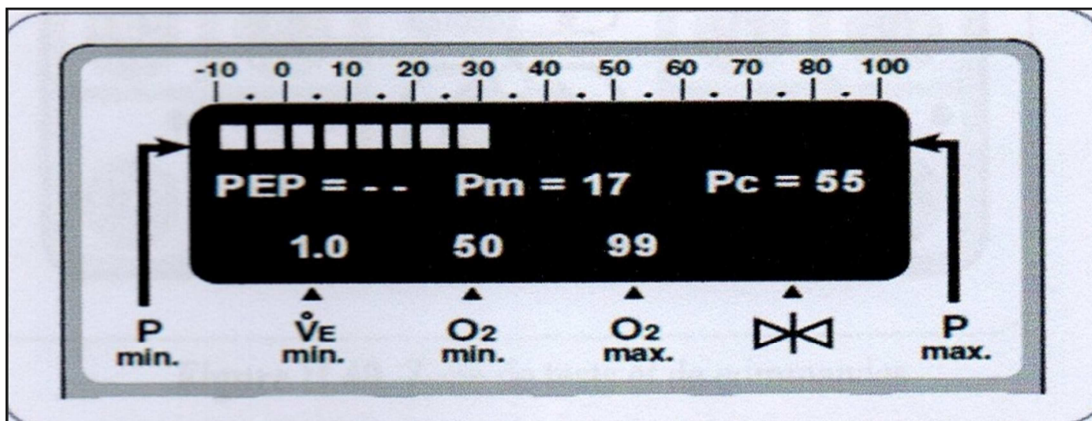 -10 0 10 20 30 40 50 60 70 80 100
PEP = - - Pm = 17 Pc = 55
1.0 50 99
P V̊E O2 O2 P
min. min. min. max. max.